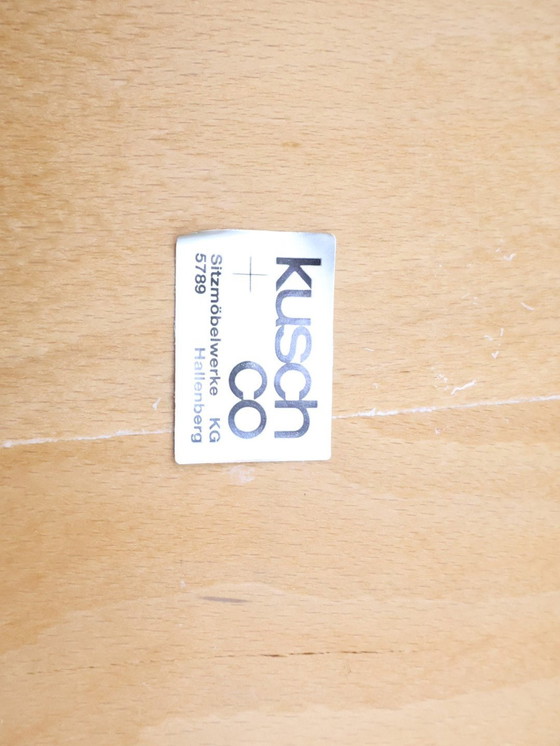 kusch
+ co
Sitzmöbelwerke KG
5789 Hallenberg